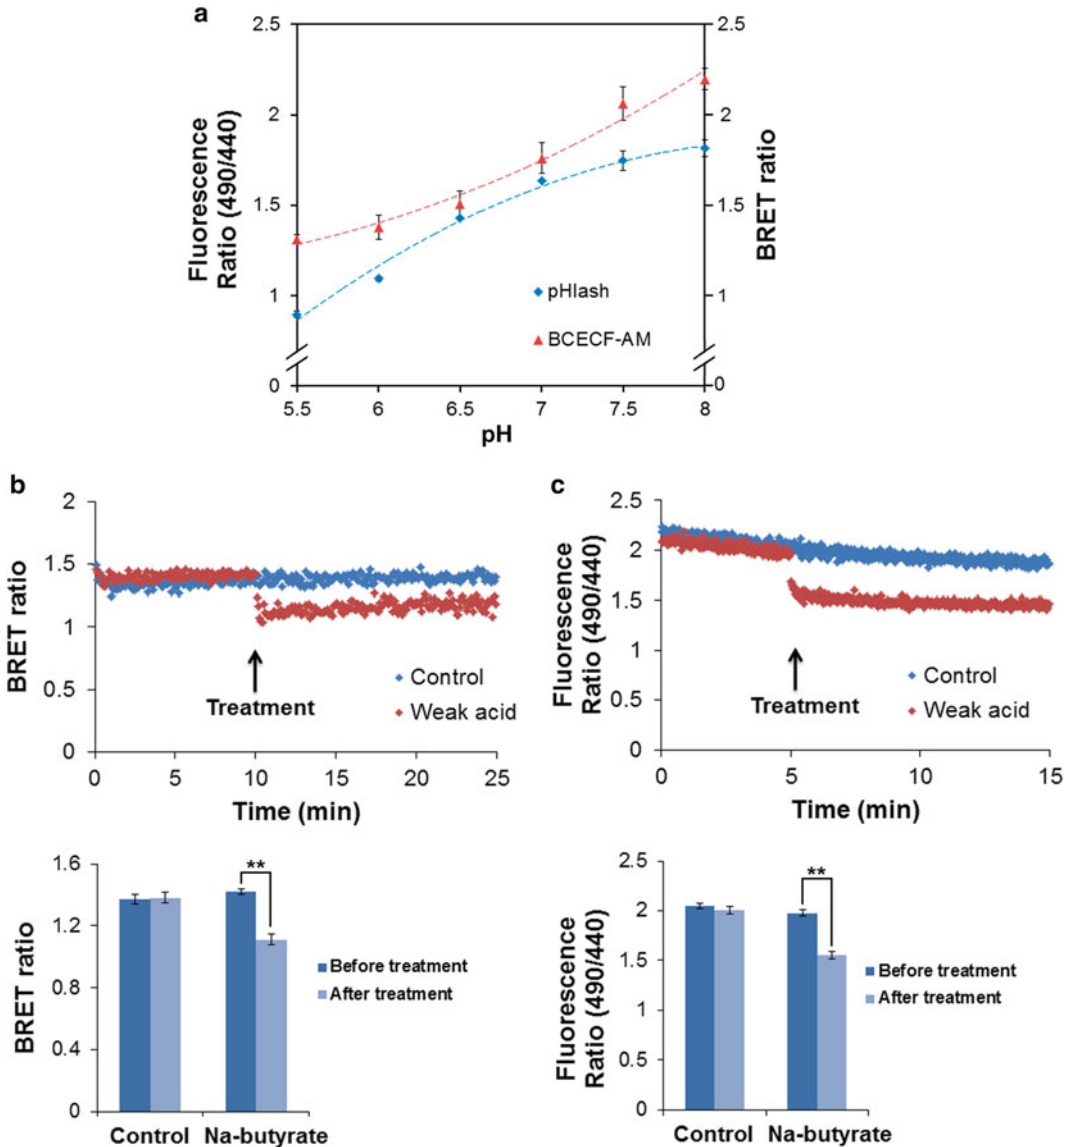 a
2.5
2
1.5
1
0
Fluorescence
Ratio (490/440)
2.5
2
1.5
1
0
BRET ratio
pHlash
BCECF-AM
5.5
6
6.5
7
7.5
8
pH
b
2
1.5
1
0.5
0
BRET ratio
Control
Weak acid
Treatment
0
5
10
15
20
25
Time (min)
c
2.5
2
1.5
1
0.5
0
Fluorescence
Ratio (490/440)
Control
Weak acid
Treatment
0
5
10
15
Time (min)
1.6
1.2
0.8
0.4
0
BRET ratio
**
Before treatment
After treatment
Control
Na-butyrate
2.5
2
1.5
1
0.5
0
Fluorescence
Ratio (490/440)
**
Before treatment
After treatment
Control
Na-butyrate